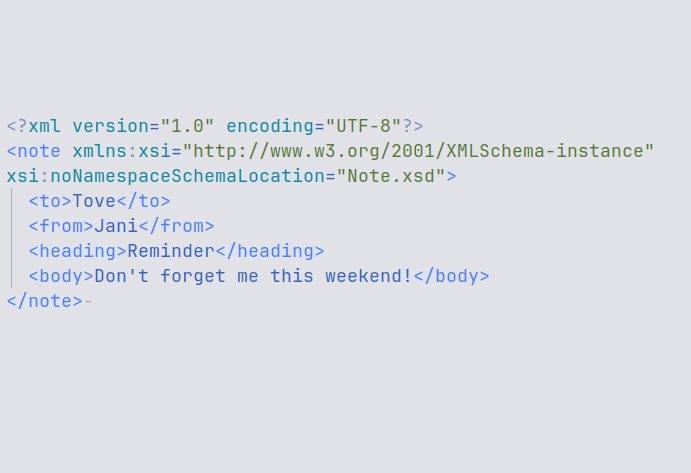 <?xml version="1.0" encoding="UTF-8"?>
<note xmlns:xsi="http://www.w3.org/2001/XMLSchema-instance"
xsi:noNamespaceSchemaLocation="Note.xsd">
  <to>Tove</to>
  <from>Jani</from>
  <heading>Reminder</heading>
  <body>Don't forget me this weekend!</body>
</note>-